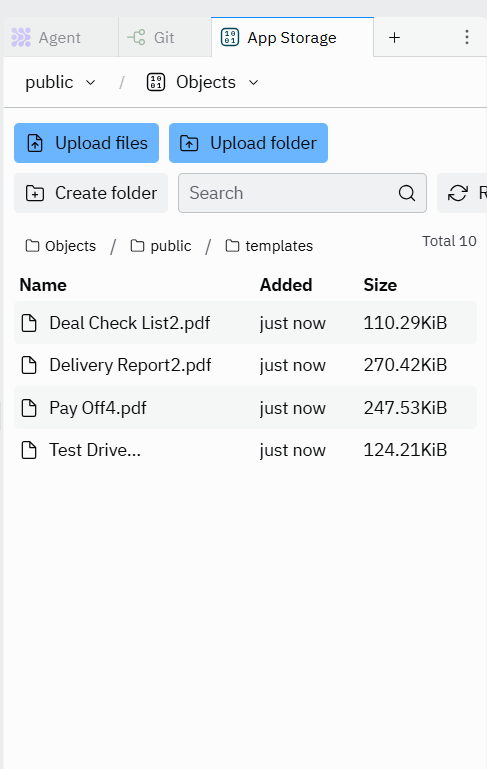 Agent Git App Storage
public / Objects
Upload files Upload folder
Create folder Search
Objects / public / templates Total 10
Name Added Size
Deal Check List2.pdf just now 110.29KiB
Delivery Report2.pdf just now 270.42KiB
Pay Off4.pdf just now 247.53KiB
Test Drive... just now 124.21KiB